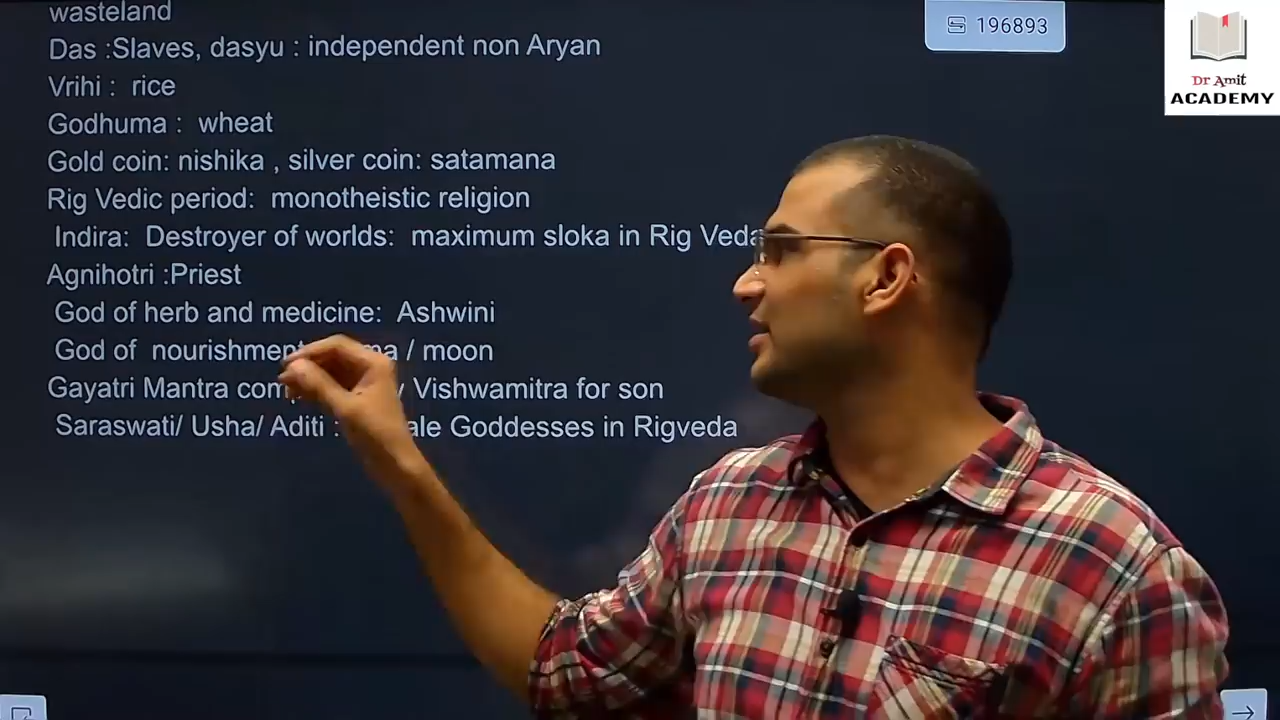 wasteland
Das :Slaves, dasyu : independent non Aryan
Vrihi : rice
Godhuma : wheat
Gold coin: nishika , silver coin: satamana
Rig Vedic period: monotheistic religion
Indira: Destroyer of worlds: maximum sloka in Rig Veda
Agnihotri :Priest
God of herb and medicine: Ashwini
God of nourishment / moon
Gayatri Mantra Vishwamitra for son
Saraswati/ Usha/ Aditi : Goddesses in Rigveda
196893
Dr Amit
ACADEMY